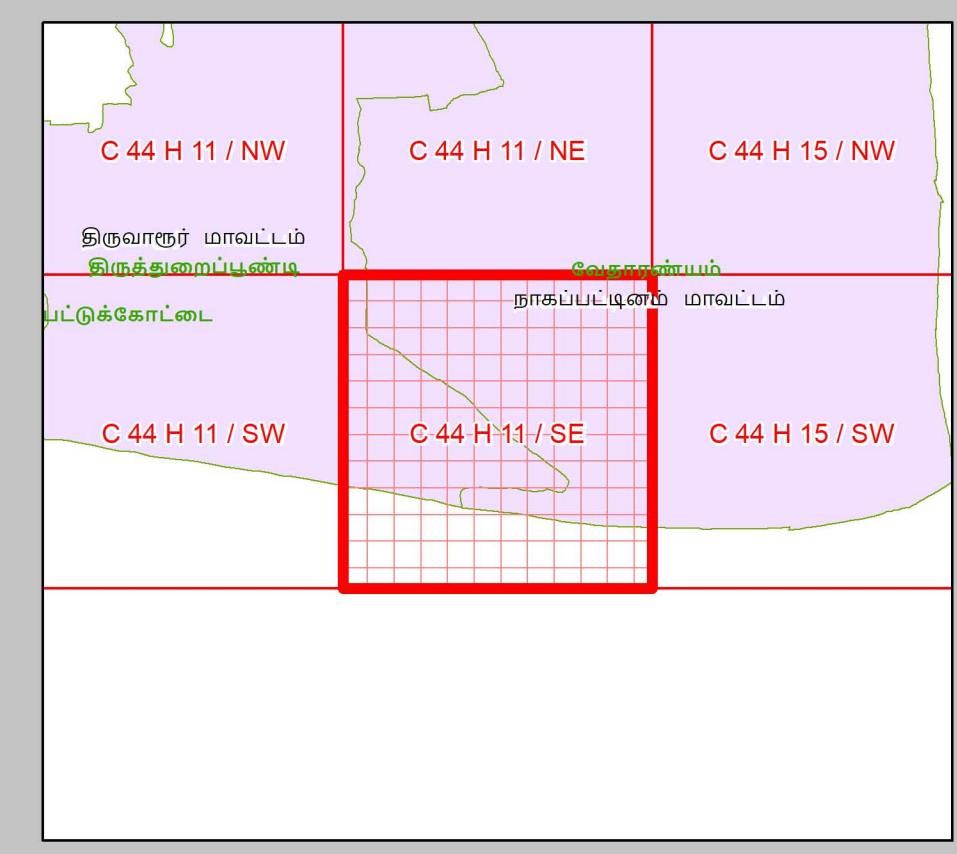 C 44 H 11 / NW
C 44 H 11 / NE
C 44 H 15 / NW
திருவாரூர் மாவட்டம்
திருத்துறைப்பூண்டி
வேதாரண்யம்
நாகப்பட்டினம் மாவட்டம்
பட்டுக்கோட்டை
C 44 H 11 / SW
C 44 H 11 / SE
C 44 H 15 / SW